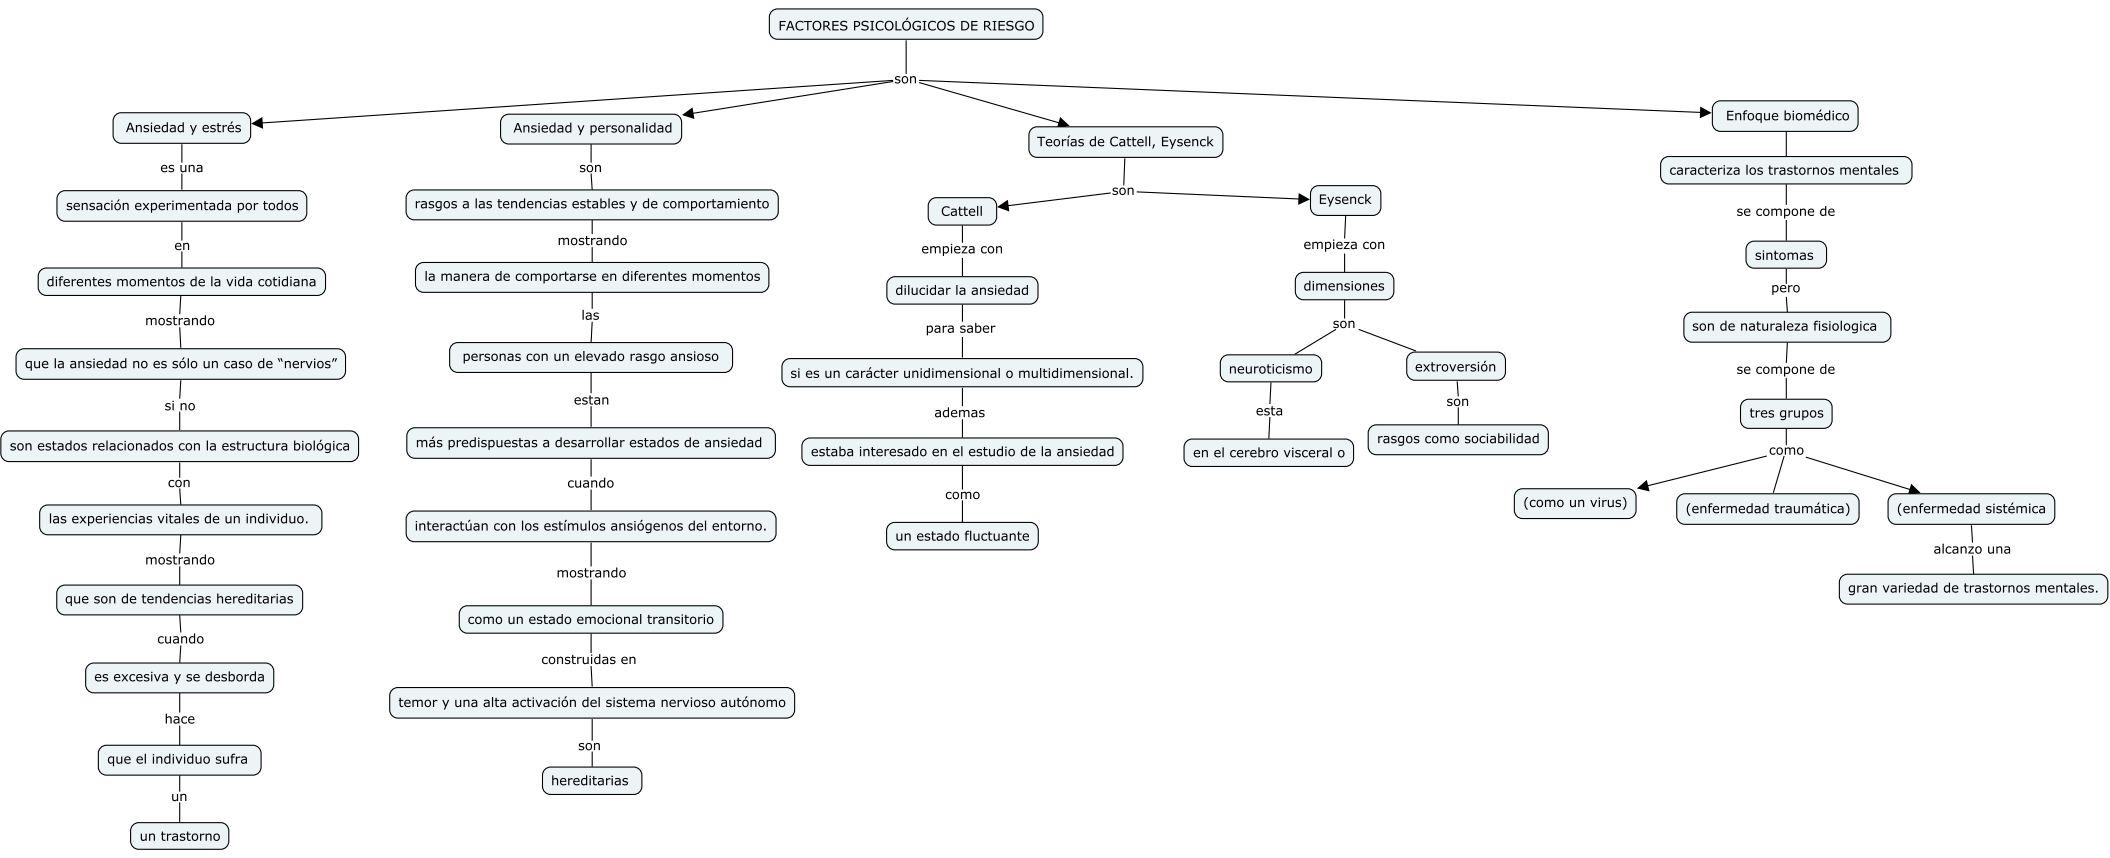 FACTORES PSICOLÓGICOS DE RIESGO
son
Ansiedad y estrés
es una
sensación experimentada por todos
en
diferentes momentos de la vida cotidiana
mostrando
que la ansiedad no es sólo un caso de “nervios”
si no
son estados relacionados con la estructura biológica
con
las experiencias vitales de un individuo.
mostrando
que son de tendencias hereditarias
cuando
es excesiva y se desborda
hace
que el individuo sufra
un
un trastorno
Ansiedad y personalidad
son
rasgos a las tendencias estables y de comportamiento
mostrando
la manera de comportarse en diferentes momentos
las
personas con un elevado rasgo ansioso
estan
más predispuestas a desarrollar estados de ansiedad
cuando
interactúan con los estímulos ansiógenos del entorno.
mostrando
como un estado emocional transitorio
construidas en
temor y una alta activación del sistema nervioso autónomo
son
hereditarias
Teorías de Cattell, Eysenck
son
Cattell
empieza con
dilucidar la ansiedad
para saber
si es un carácter unidimensional o multidimensional.
ademas
estaba interesado en el estudio de la ansiedad
como
un estado fluctuante
Eysenck
empieza con
dimensiones
son
neuroticismo
esta
en el cerebro visceral o
extroversión
son
rasgos como sociabilidad
Enfoque biomédico
caracteriza los trastornos mentales
se compone de
sintomas
pero
son de naturaleza fisiologica
se compone de
tres grupos
como
(como un virus)
(enfermedad traumática)
(enfermedad sistémica
alcanzo una
gran variedad de trastornos mentales.